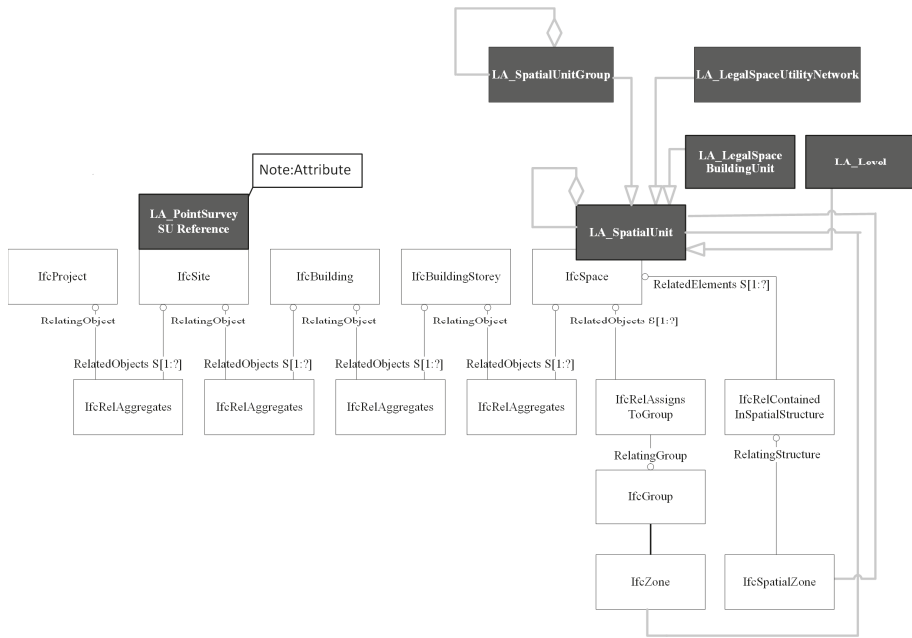 LA_SpatialUnitGroup
LA_LegalSpaceUtilityNetwork
LA_LegalSpace
BuildingUnit
LA_Level
Note:Attribute
LA_PointSurvey
SU Reference
LA_SpatialUnit
IfcProject
IfcSite
IfcBuilding
IfcBuildingStorey
IfcSpace
RelatedElements S[1:?]
RelatingObject
RelatingObject
RelatingObject
RelatingObject
RelatedObjects S[1:?]
RelatedObjects S[1:?]
RelatedObjects S[1:?]
RelatedObjects S[1:?]
RelatedObjects S[1:?]
IfcRelAggregates
IfcRelAggregates
IfcRelAggregates
IfcRelAggregates
IfcRelAssigns
ToGroup
IfcRelContained
InSpatialStructure
RelatingGroup
RelatingStructure
IfcGroup
IfcZone
IfcSpatialZone